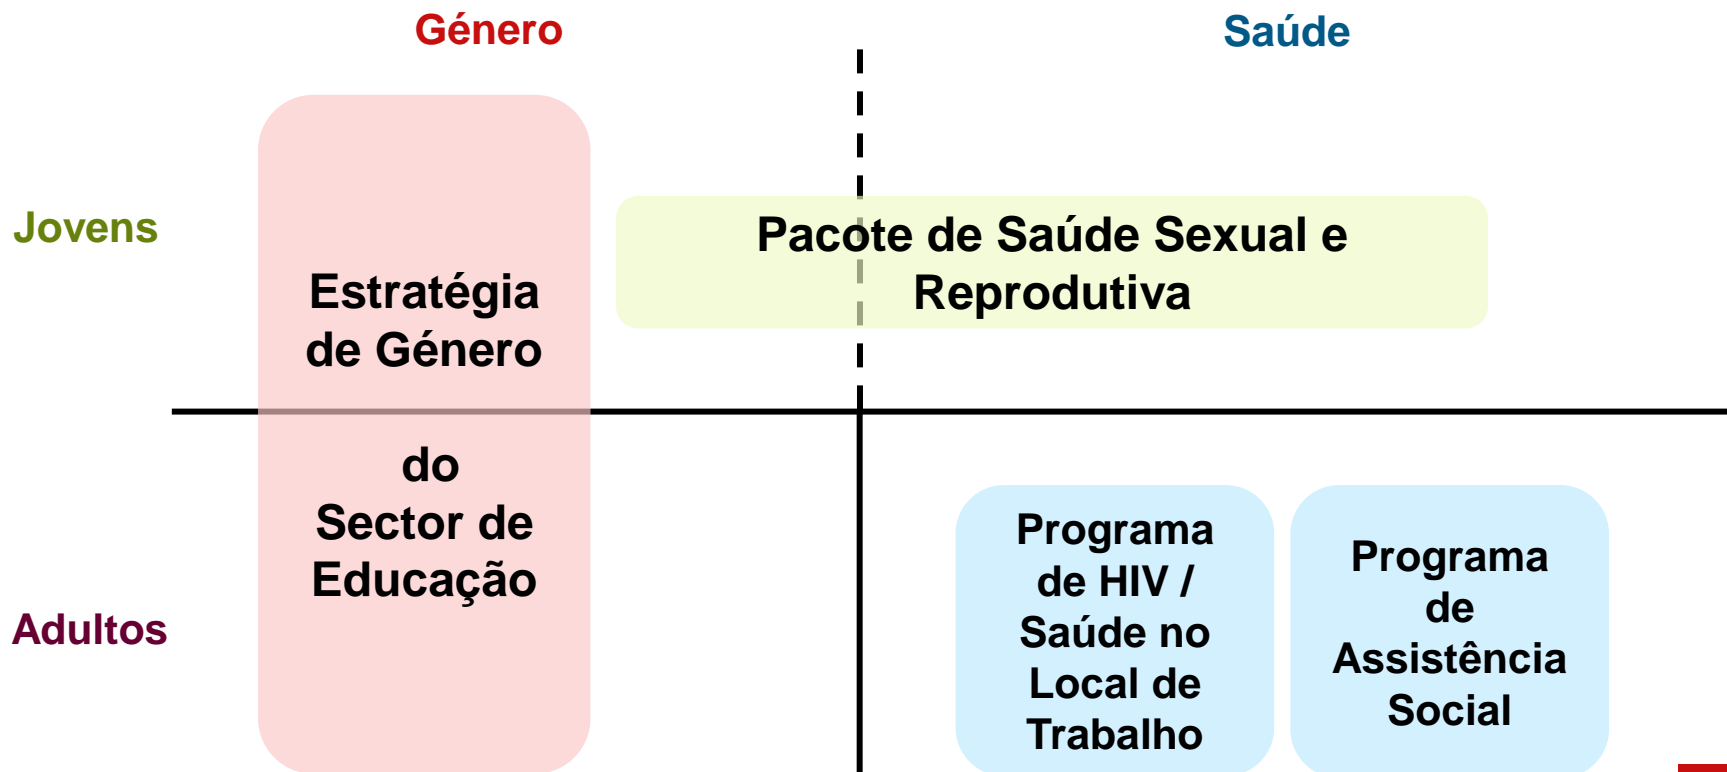 Género
Saúde
Jovens
Estratégia
de Género
do
Sector de
Educação
Pacote de Saúde Sexual e
Reprodutiva
Adultos
Programa
de HIV /
Saúde no
Local de
Trabalho
Programa
de
Assistência
Social